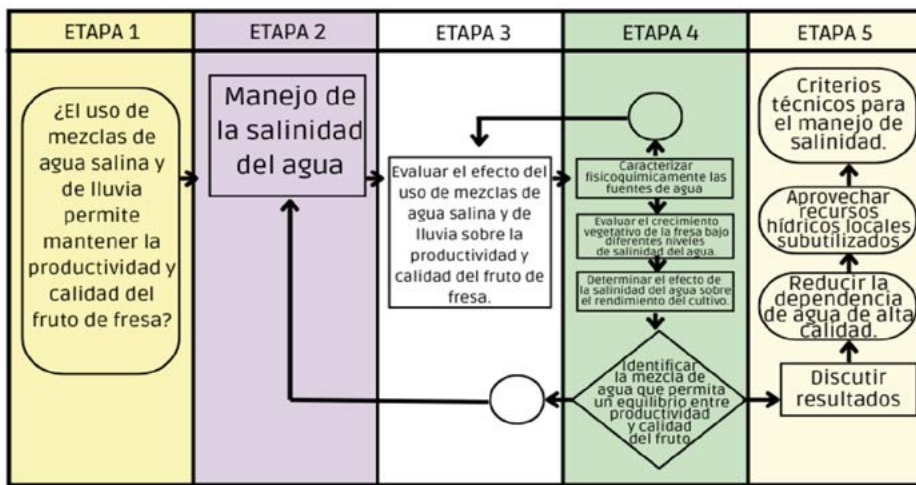 ETAPA 1
ETAPA 2
ETAPA 3
ETAPA 4
ETAPA 5
¿El uso de
mezclas de
agua salina y
de lluvia
permite
mantener la
productividad y
calidad del
fruto de fresa?
Manejo de
la salinidad
del agua
Evaluar el efecto del
uso de mezclas de
agua salina y de
lluvia sobre la
productividad y
calidad del fruto de
fresa.
Caracterizar
fisicoquímicamente las
fuentes de agua
Evaluar el crecimiento
vegetativo de la fresa bajo
diferentes niveles
de salinidad del agua.
Determinar el efecto de
la salinidad del agua sobre
el rendimiento del cultivo.
Identificar
la mezcla de
agua que permita
un equilibrio entre
productividad
y calidad
del fruto.
Criterios
técnicos para
el manejo de
salinidad.
Aprovechar
recursos
hídricos locales
subutilizados
Reducir la
dependencia
de agua de alta
calidad.
Discutir
resultados